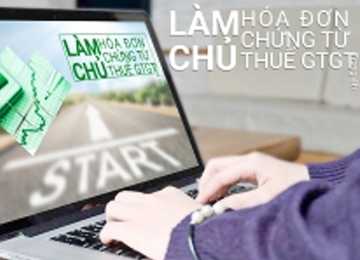 LÀM CHỦ
HÓA ĐƠN
CHỨNG TỪ
THUẾ GTGT
LÀM CHỦ
HÓA ĐƠN
CHỨNG TỪ
THUẾ GTGT
START